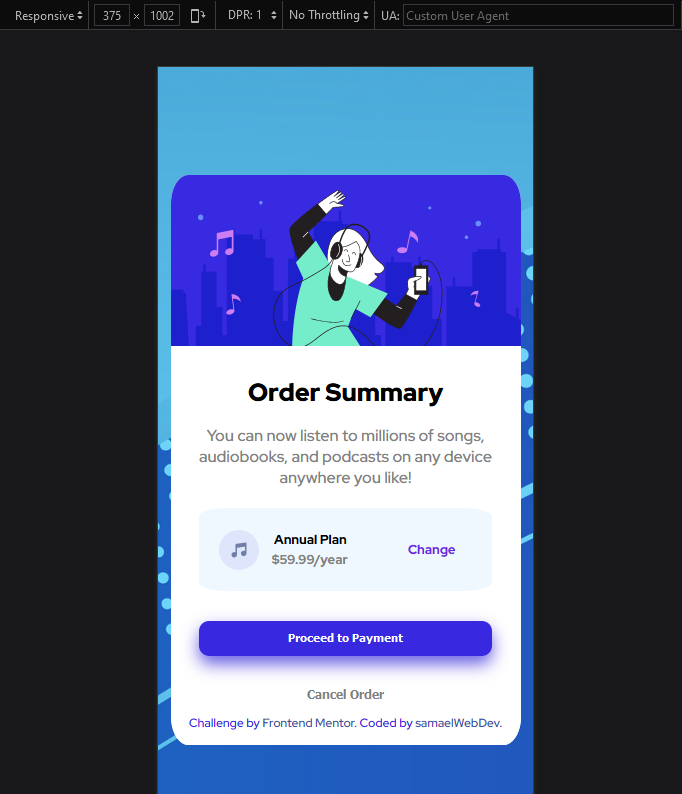 Responsive 375 × 1002 DPR: 1 No Throttling UA: Custom User Agent
Order Summary
You can now listen to millions of songs,
audiobooks, and podcasts on any device
anywhere you like!
Annual Plan
$59.99/year
Change
Proceed to Payment
Cancel Order
Challenge by Frontend Mentor. Coded by samaelWebDev.